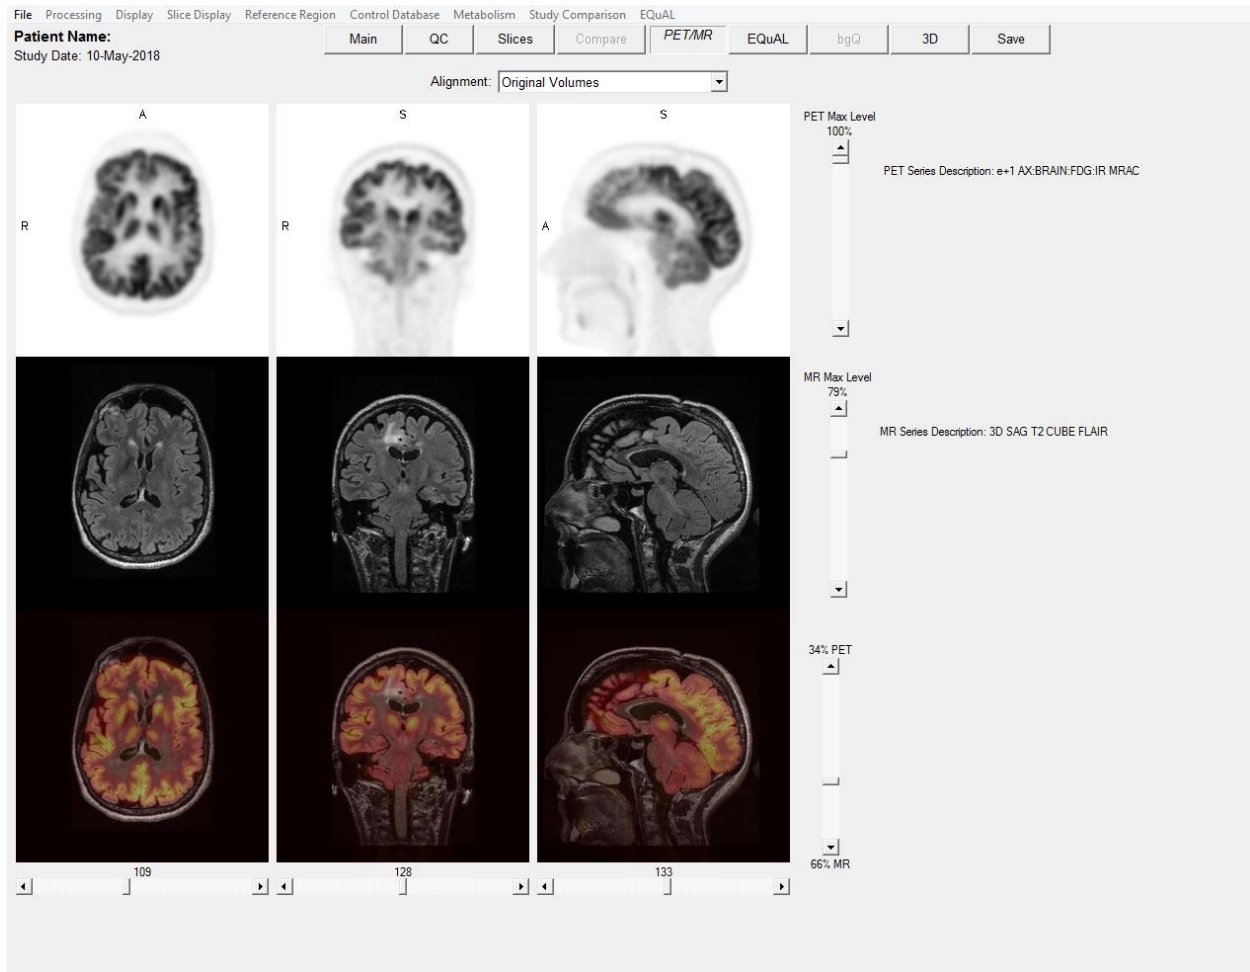 File Processing Display Slice Display Reference Region Control Database Metabolism Study Comparison EQuAL
Patient Name:
Study Date: 10-May-2018
Main QC Slices Compare PET/MR EQuAL bgQ 3D Save
Alignment: Original Volumes
A S S
R R A
PET Max Level
100%
PET Series Description: e+1 AX:BRAIN:FDG:IR MRAC
MR Max Level
79%
MR Series Description: 3D SAG T2 CUBE FLAIR
34% PET
66% MR
109 128 133